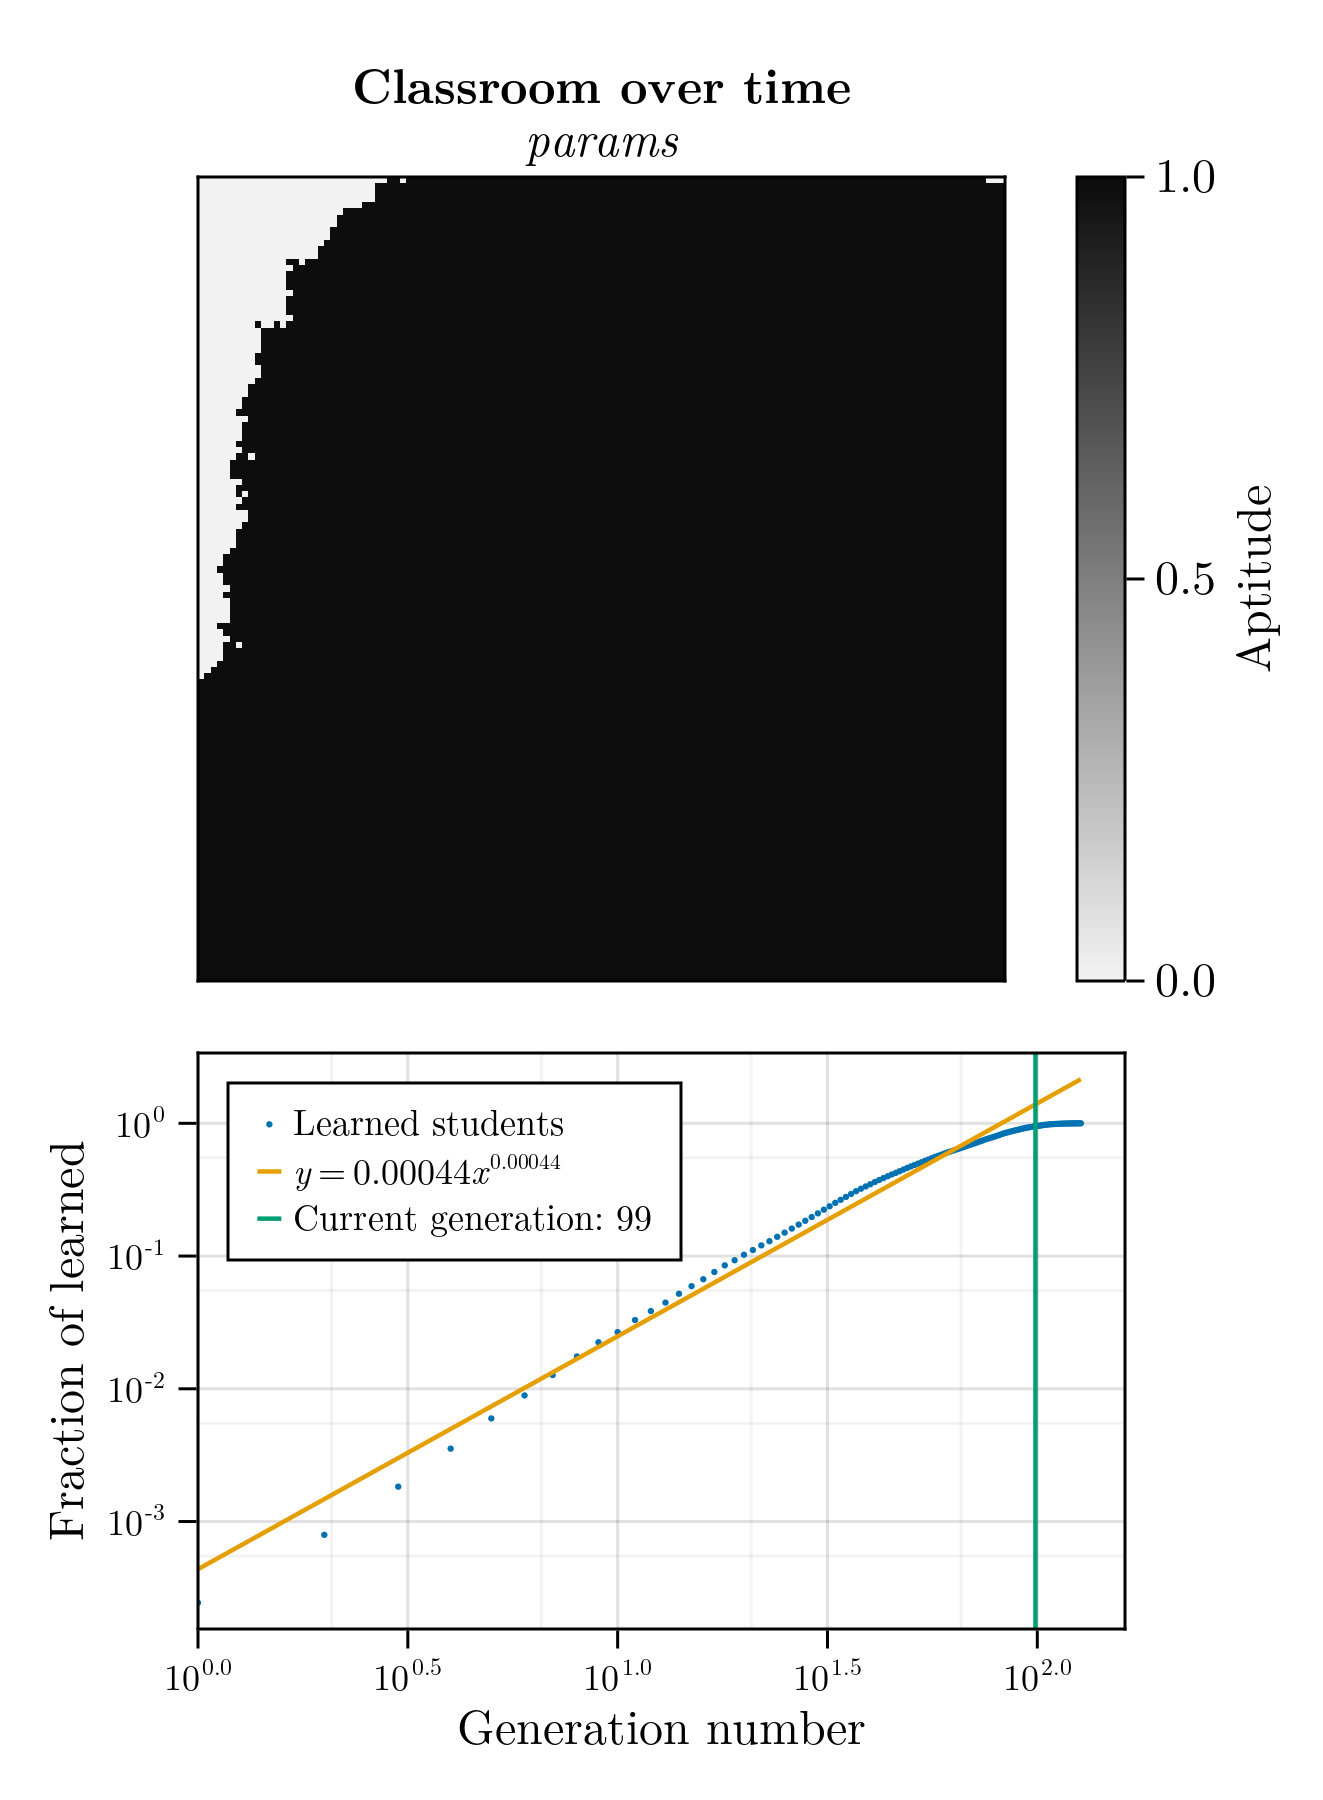 Classroom over time
params
1.0
0.5
0.0
Aptitude
Learned students
y = 0.00044x^0.00044
Current generation: 99
10^0
10^-1
10^-2
10^-3
Fraction of learned
10^0.0 10^0.5 10^1.0 10^1.5 10^2.0
Generation number